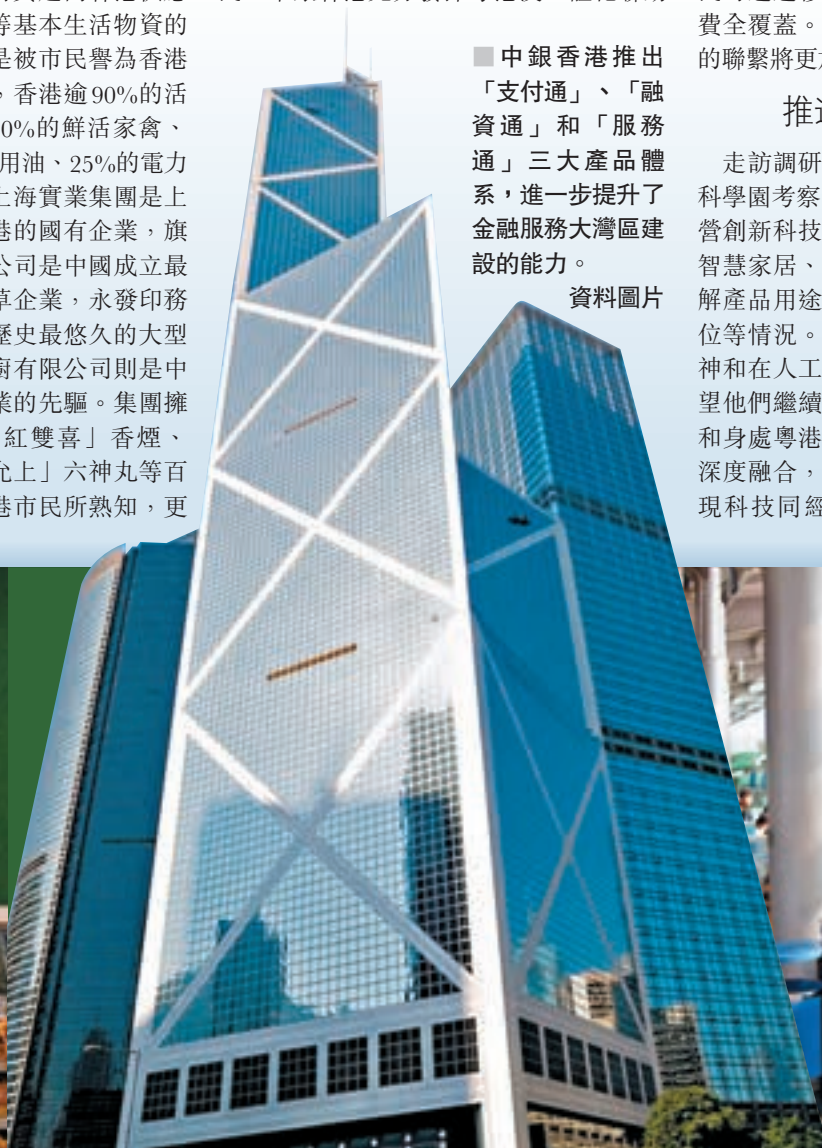 等基本生活物資的
是被市民譽為香港
，香港逾90%的活
0%的鮮活家禽、
用油、25%的電力
上海實業集團是上
港的國有企業，旗
公司是中國成立最
草企業，永發印務
歷史最悠久的大型
廚有限公司則是中
業的先驅。集團擁
紅雙喜」香煙、
允上」六神丸等百
港市民所熟知，更
■中銀香港推出
「支付通」、「融
資通」和「服務
通」三大產品體
系，進一步提升了
金融服務大灣區建
設的能力。
資料圖片
費全覆蓋。
的聯繫將更
推進
走訪調研
科學園考察
營創新科技
智慧家居、
解產品用途
位等情況。
神和在人工
望他們繼續
和身處粵港
深度融合，
現科技同經